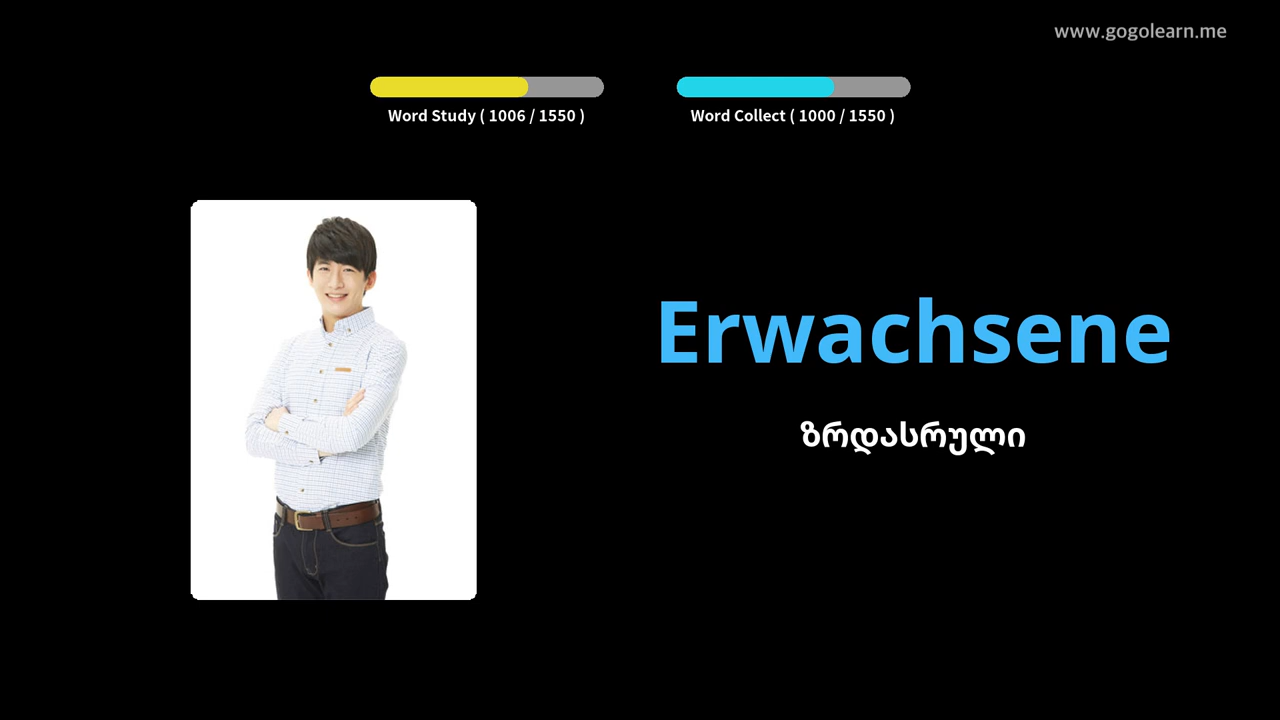 www.gogolearn.me
Word Study ( 1006 / 1550 )
Word Collect ( 1000 / 1550 )
Erwachsene
ზრდასრული